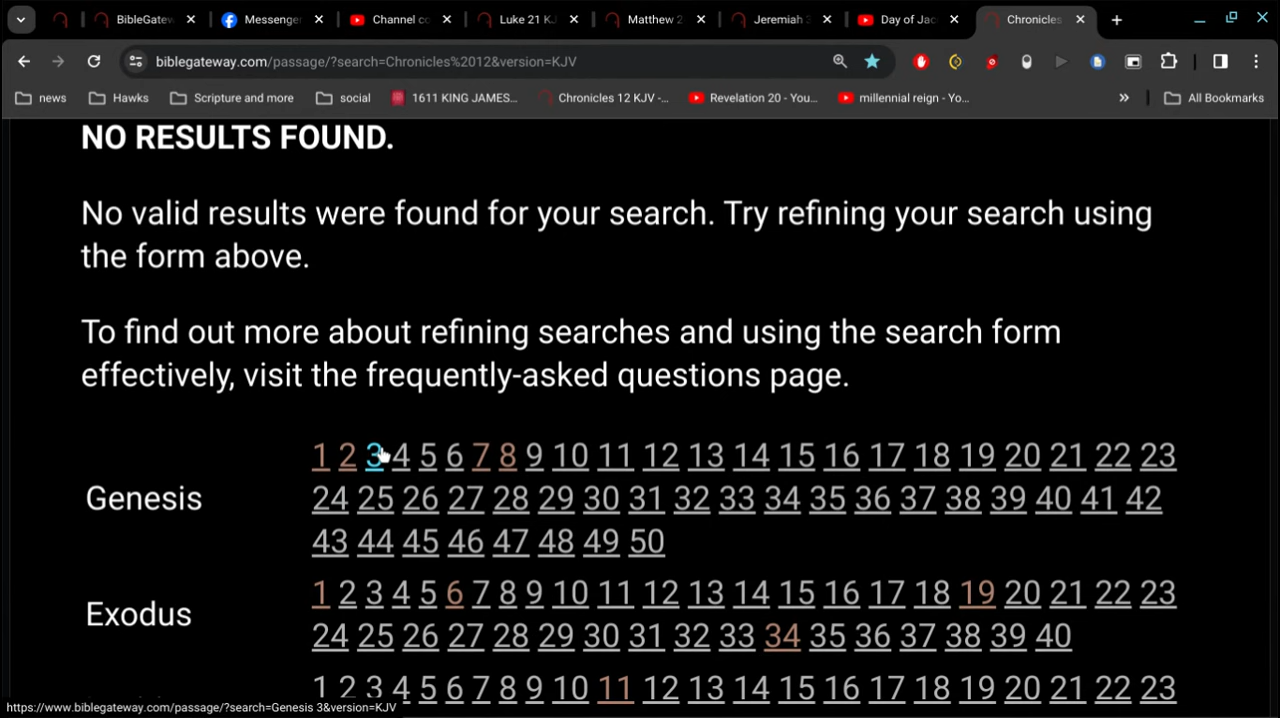 BibleGatew
Messenger
Channel co
Luke 21 KJ
Matthew 2
Jeremiah 3
Day of Jac
Chronicles
biblegateway.com/passage/?search=Chronicles%2012&version=KJV
news
Hawks
Scripture and more
social
1611 KING JAMES...
Chronicles 12 KJV -...
Revelation 20 - You...
millennial reign - Yo...
»
All Bookmarks
NO RESULTS FOUND.
No valid results were found for your search. Try refining your search using
the form above.
To find out more about refining searches and using the search form
effectively, visit the frequently-asked questions page.
Genesis
1 2 3 4 5 6 7 8 9 10 11 12 13 14 15 16 17 18 19 20 21 22 23
24 25 26 27 28 29 30 31 32 33 34 35 36 37 38 39 40 41 42
43 44 45 46 47 48 49 50
Exodus
1 2 3 4 5 6 7 8 9 10 11 12 13 14 15 16 17 18 19 20 21 22 23
24 25 26 27 28 29 30 31 32 33 34 35 36 37 38 39 40
1 2 3 4 5 6 7 8 9 10 11 12 13 14 15 16 17 18 19 20 21 22 23
https://www.biblegateway.com/passage/?search=Genesis 3&version=KJV